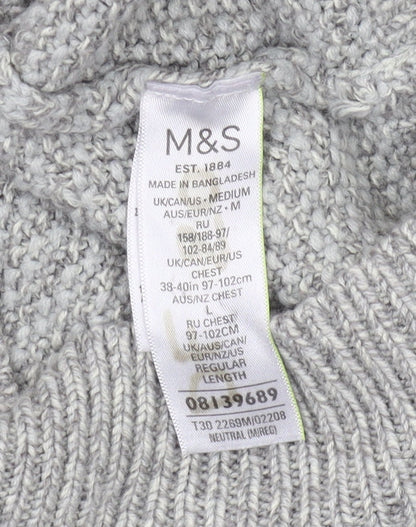 M&S
EST. 1884
MADE IN BANGLADESH
UK/CAN/US • MEDIUM
AUS/EUR/NZ • M
RU
158/188-97/
102-84/89
UK/CAN/EUR/US
CHEST
38-40in 97-102cm
AUS/NZ CHEST
L
RU CHEST
97-102CM
UK/AUS/CAN/
EUR/NZ/US
REGULAR
LENGTH
08139689
T30 2269M/02208
NEUTRAL (M/REG)